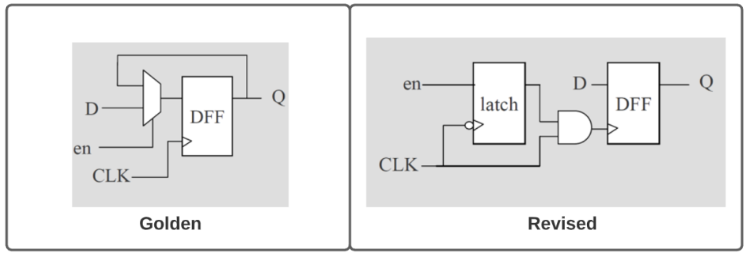 D
en
CLK
DFF
Q
Golden
en
latch
CLK
D
DFF
Q
Revised